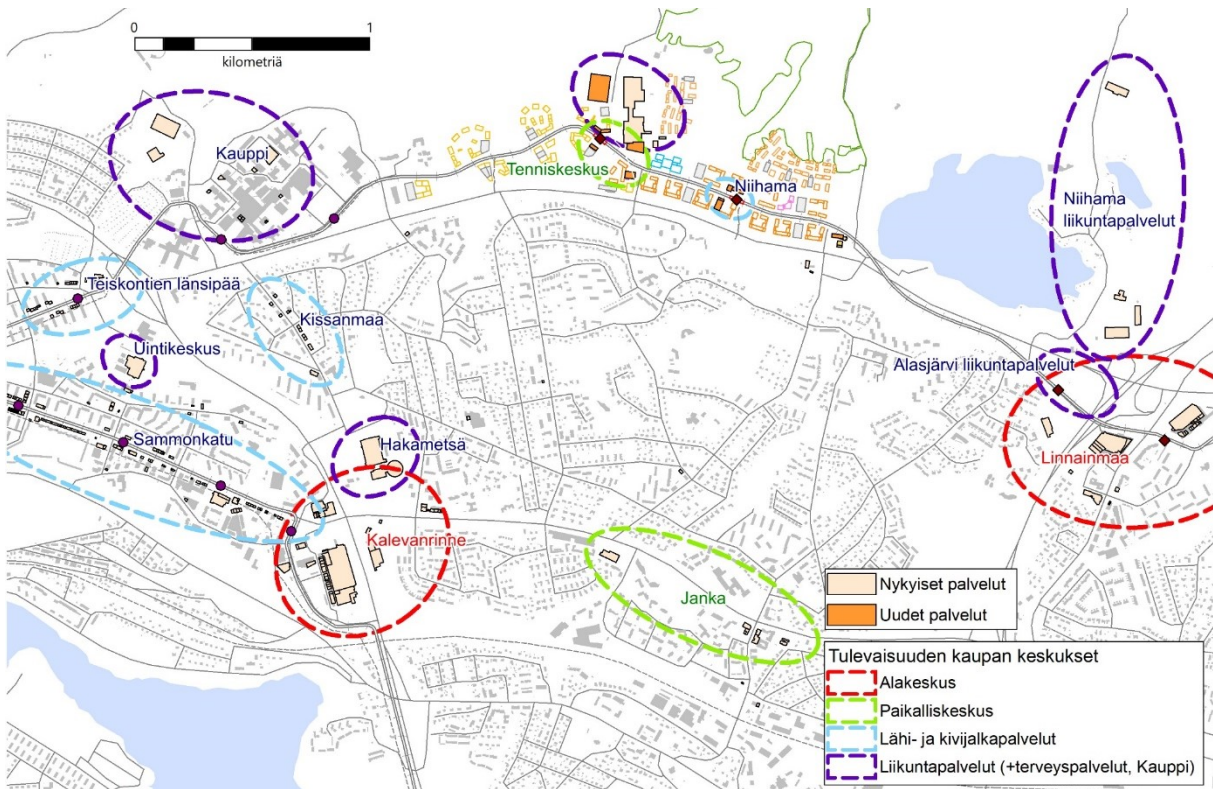 0 1
kilometriä
Kauppi
Tenniskeskus
Niihama
Niihama
liikuntapalvelut
Teiskontien länsipää
Kissanmaa
Uintikeskus
Alasjärvi liikuntapalvelut
Sammonkatu
Hakametsä
Linnainmaa
Kalevanrinne
Janka
Nykyiset palvelut
Uudet palvelut
Tulevaisuuden kaupan keskukset
Alakeskus
Paikalliskeskus
Lähi- ja kivijalkapalvelut
Liikuntapalvelut (+terveyspalvelut, Kauppi)